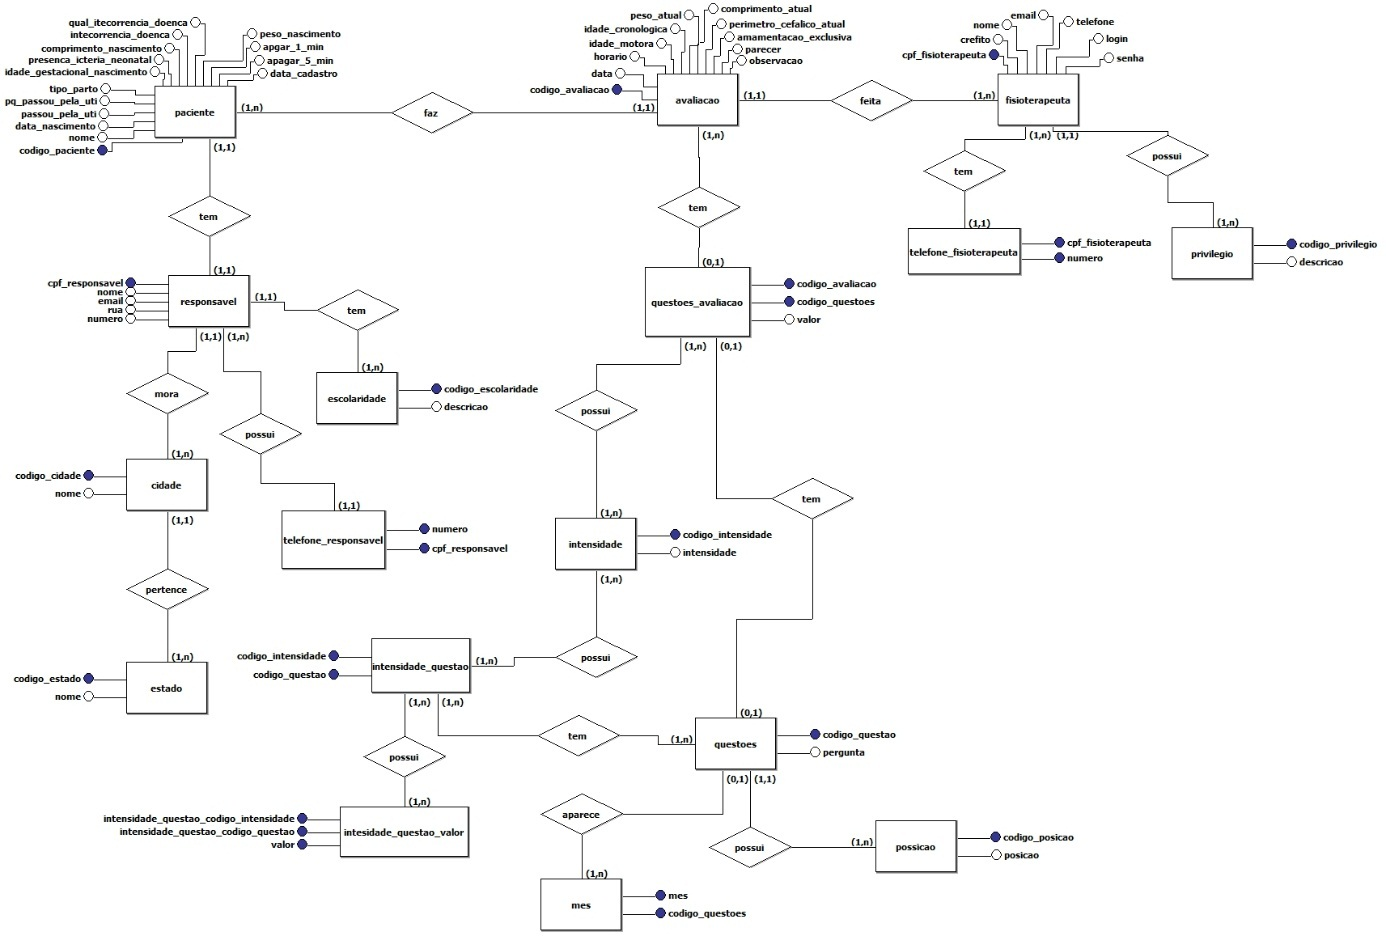 qual_itecorrencia_doenca
intecorrencia_doenca
comprimento_nascimento
presenca_icteria_neonatal
idade_gestacional_nascimento
tipo_parto
pq_passou_pela_uti
passou_pela_uti
data_nascimento
nome
codigo_paciente
peso_nascimento
apgar_1_min
apagar_5_min
data_cadastro
paciente
(1,n)
faz
(1,1)
peso_atual
idade_cronologica
idade_motora
horario
data
codigo_avaliacao
comprimento_atual
perimetro_cefalico_atual
amamentacao_exclusiva
parecer
observacao
avaliacao
(1,1)
feita
(1,n)
email
nome
crefito
cpf_fisioterapeuta
telefone
login
senha
fisioterapeuta
(1,1)
(1,n)
(1,n) (1,1)
tem
tem
tem
possui
(1,1)
(0,1)
(1,1)
(1,n)
cpf_responsavel
nome
email
rua
numero
responsavel
(1,1)
tem
(1,n)
escolaridade
codigo_escolaridade
descricao
questoes_avaliacao
codigo_avaliacao
codigo_questoes
valor
telefone_fisioterapeuta
cpf_fisioterapeuta
numero
privilegio
codigo_privilegio
descricao
(1,1) (1,n)
(1,n) (0,1)
mora
possui
possui
(1,n)
codigo_cidade
nome
cidade
(1,1)
(1,1)
telefone_responsavel
numero
cpf_responsavel
(1,n)
intensidade
codigo_intensidade
intensidade
(1,n)
tem
pertence
(1,n)
codigo_estado
nome
estado
codigo_intensidade
codigo_questao
intensidade_questao
(1,n)
possui
(1,n) (1,n)
possui
tem
(1,n)
(0,1)
questoes
codigo_questao
pergunta
(0,1) (1,1)
(1,n)
intensidade_questao_codigo_intensidade
intensidade_questao_codigo_questao
valor
intesidade_questao_valor
aparece
possui
(1,n)
possicao
codigo_posicao
posicao
(1,n)
mes
mes
codigo_questoes